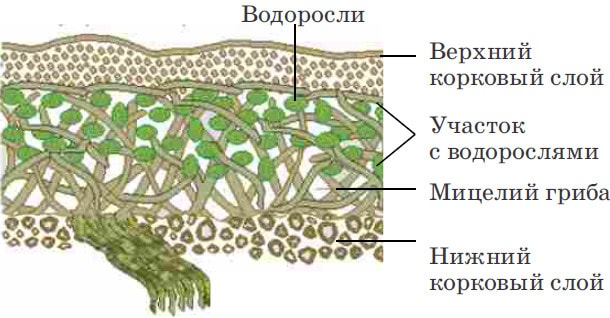 Водоросли
Верхний
корковый слой
Участок
с водорослями
Мицелий гриба
Нижний
корковый слой